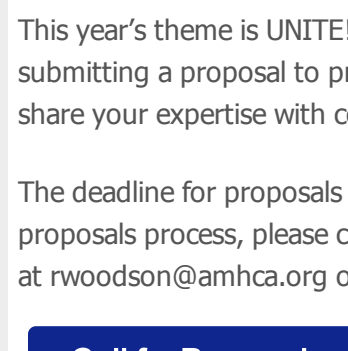 This year’s theme is UNITE!
submitting a proposal to
share your expertise with
The deadline for proposals
proposals process, please
at rwoodson@amhca.org